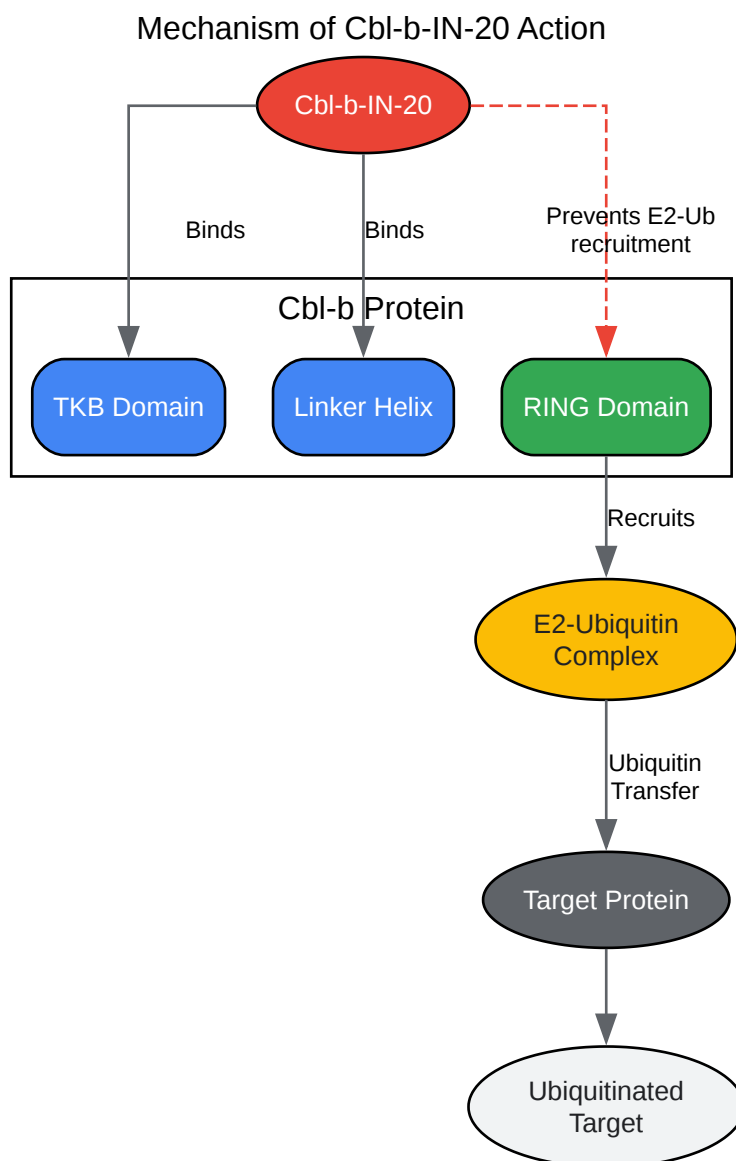 Mechanism of Cbl-b-IN-20 Action
Cbl-b-IN-20
Binds
Binds
Prevents E2-Ub
recruitment
Cbl-b Protein
TKB Domain
Linker Helix
RING Domain
Recruits
E2-Ubiquitin
Complex
Ubiquitin
Transfer
Target Protein
Ubiquitinated
Target